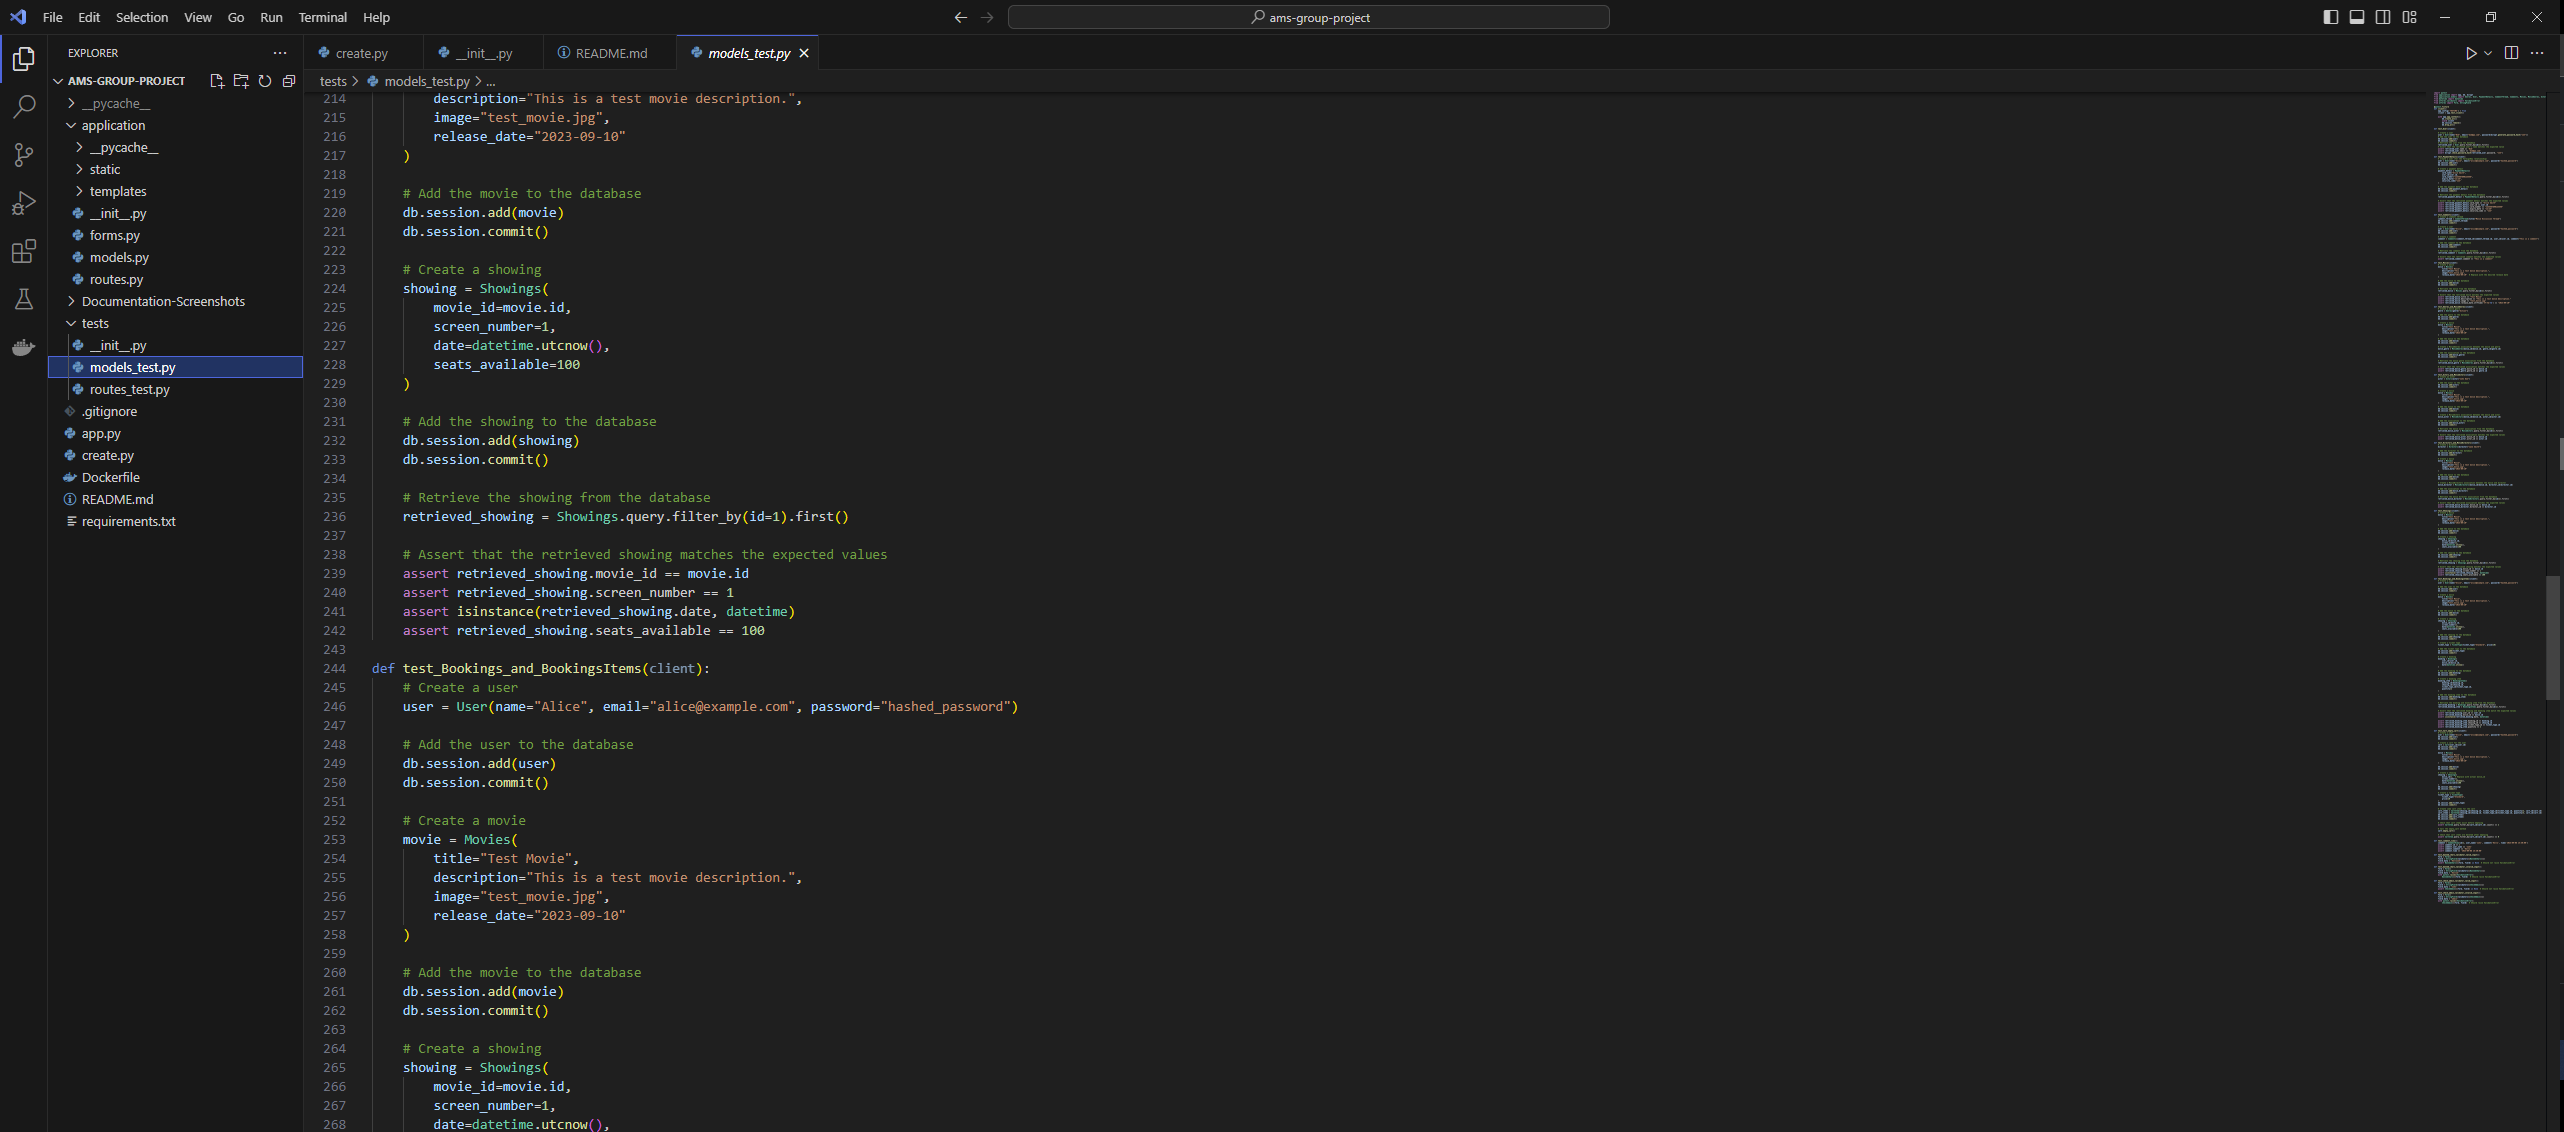 File Edit Selection View Go Run Terminal Help
ams-group-project
EXPLORER
AMS-GROUP-PROJECT
__pycache__
application
__pycache__
static
templates
__init__.py
forms.py
models.py
routes.py
Documentation-Screenshots
tests
__init__.py
models_test.py
routes_test.py
.gitignore
app.py
create.py
Dockerfile
README.md
requirements.txt
create.py __init__.py README.md models_test.py
tests > models_test.py > ...
214 description="This is a test movie description.",
215 image="test_movie.jpg",
216 release_date="2023-09-10"
217 )
218
219 # Add the movie to the database
220 db.session.add(movie)
221 db.session.commit()
222
223 # Create a showing
224 showing = Showings(
225 movie_id=movie.id,
226 screen_number=1,
227 date=datetime.utcnow(),
228 seats_available=100
229 )
230
231 # Add the showing to the database
232 db.session.add(showing)
233 db.session.commit()
234
235 # Retrieve the showing from the database
236 retrieved_showing = Showings.query.filter_by(id=1).first()
237
238 # Assert that the retrieved showing matches the expected values
239 assert retrieved_showing.movie_id == movie.id
240 assert retrieved_showing.screen_number == 1
241 assert isinstance(retrieved_showing.date, datetime)
242 assert retrieved_showing.seats_available == 100
243
244 def test_Bookings_and_BookingsItems(client):
245 # Create a user
246 user = User(name="Alice", email="alice@example.com", password="hashed_password")
247
248 # Add the user to the database
249 db.session.add(user)
250 db.session.commit()
251
252 # Create a movie
253 movie = Movies(
254 title="Test Movie",
255 description="This is a test movie description.",
256 image="test_movie.jpg",
257 release_date="2023-09-10"
258 )
259
260 # Add the movie to the database
261 db.session.add(movie)
262 db.session.commit()
263
264 # Create a showing
265 showing = Showings(
266 movie_id=movie.id,
267 screen_number=1,
268 date=datetime.utcnow(),